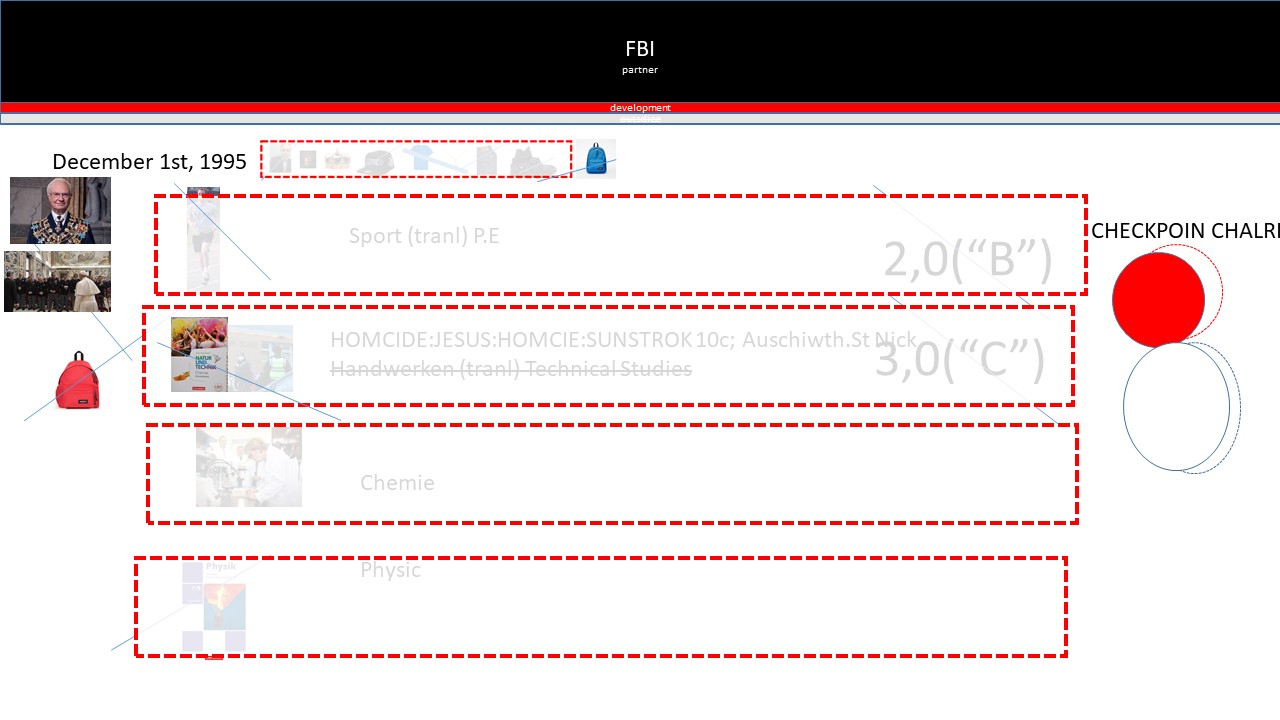 FBI
partner
development
December 1st, 1995
Sport (tranl) P.E
2,0(“B”)
CHECKPOIN CHALRI
HOMCIDE:JESUS:HOMCIE:SUNSTROK 10c; Auschiwth.St Nick
Handwerken (tranl) Technical Studies
3,0(“C”)
NATUR
UND
TECHNIK
Chemie
Chemie
Physik
Physic